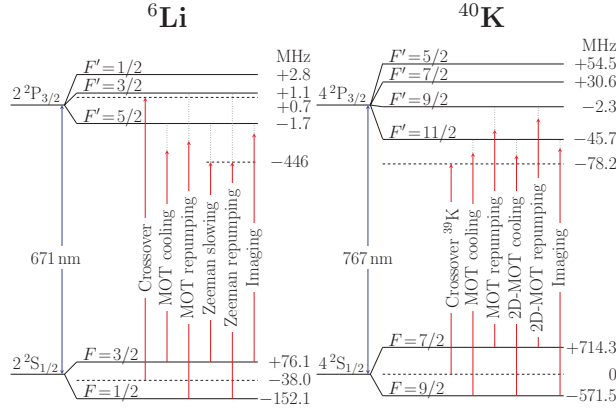 ⁶Li
MHz
F′ = 1/2
+2.8
F′ = 3/2
+1.1
2 ²P₃/₂
+0.7
F′ = 5/2
−1.7
−446
671 nm
Crossover
MOT cooling
MOT repumping
Zeeman slowing
Zeeman repumping
Imaging
F = 3/2
+76.1
2 ²S₁/₂
−38.0
F = 1/2
−152.1
⁴⁰K
MHz
F′ = 5/2
+54.5
F′ = 7/2
+30.6
4 ²P₃/₂
F′ = 9/2
−2.3
F′ = 11/2
−45.7
−78.2
767 nm
Crossover ³⁹K
MOT cooling
MOT repumping
2D-MOT cooling
2D-MOT repumping
Imaging
F = 7/2
+714.3
4 ²S₁/₂
0
F = 9/2
−571.5